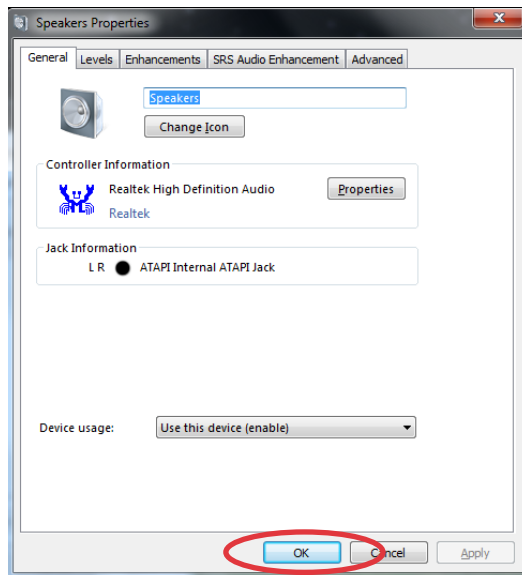 Speakers Properties
General Levels Enhancements SRS Audio Enhancement Advanced
Speakers
Change Icon
Controller Information
Realtek High Definition Audio Properties
Realtek
Jack Information
L R ATAPI Internal ATAPI Jack
Device usage: Use this device (enable)
OK Cancel Apply